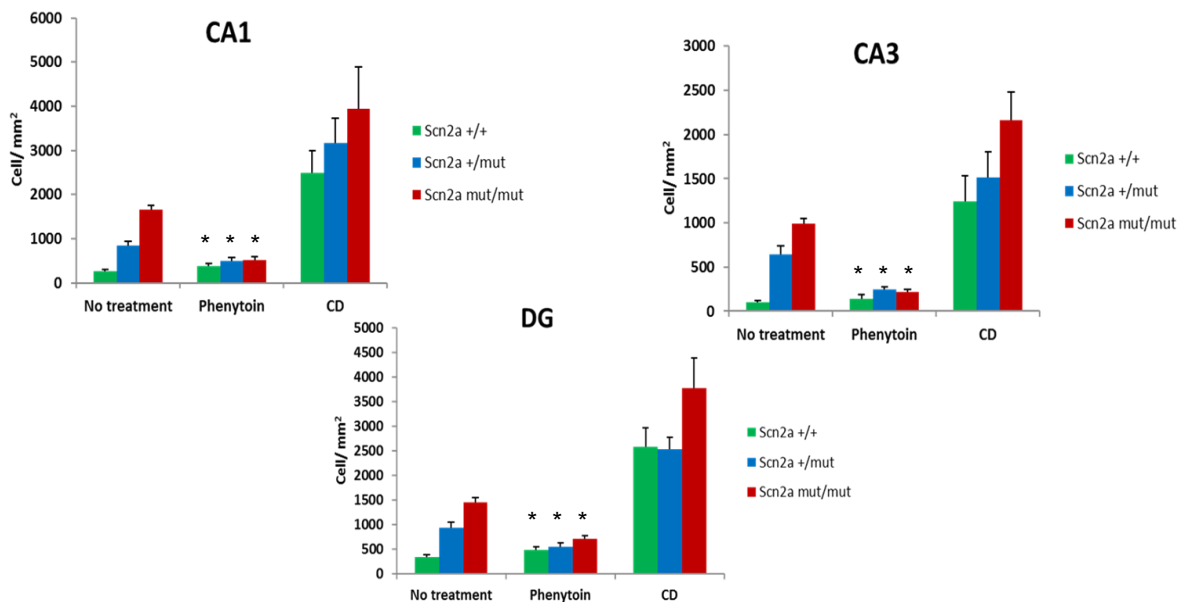 CA1
6000
5000
4000
3000
2000
1000
0
Cell/ mm²
* * *
No treatment Phenytoin CD
Scn2a +/+
Scn2a +/mut
Scn2a mut/mut
CA3
3000
2500
2000
1500
1000
500
0
Cell/ mm²
* * *
No treatment Phenytoin CD
Scn2a +/+
Scn2a +/mut
Scn2a mut/mut
DG
5000
4500
4000
3500
3000
2500
2000
1500
1000
500
0
Cell/ mm²
* * *
No treatment Phenytoin CD
Scn2a +/+
Scn2a +/mut
Scn2a mut/mut